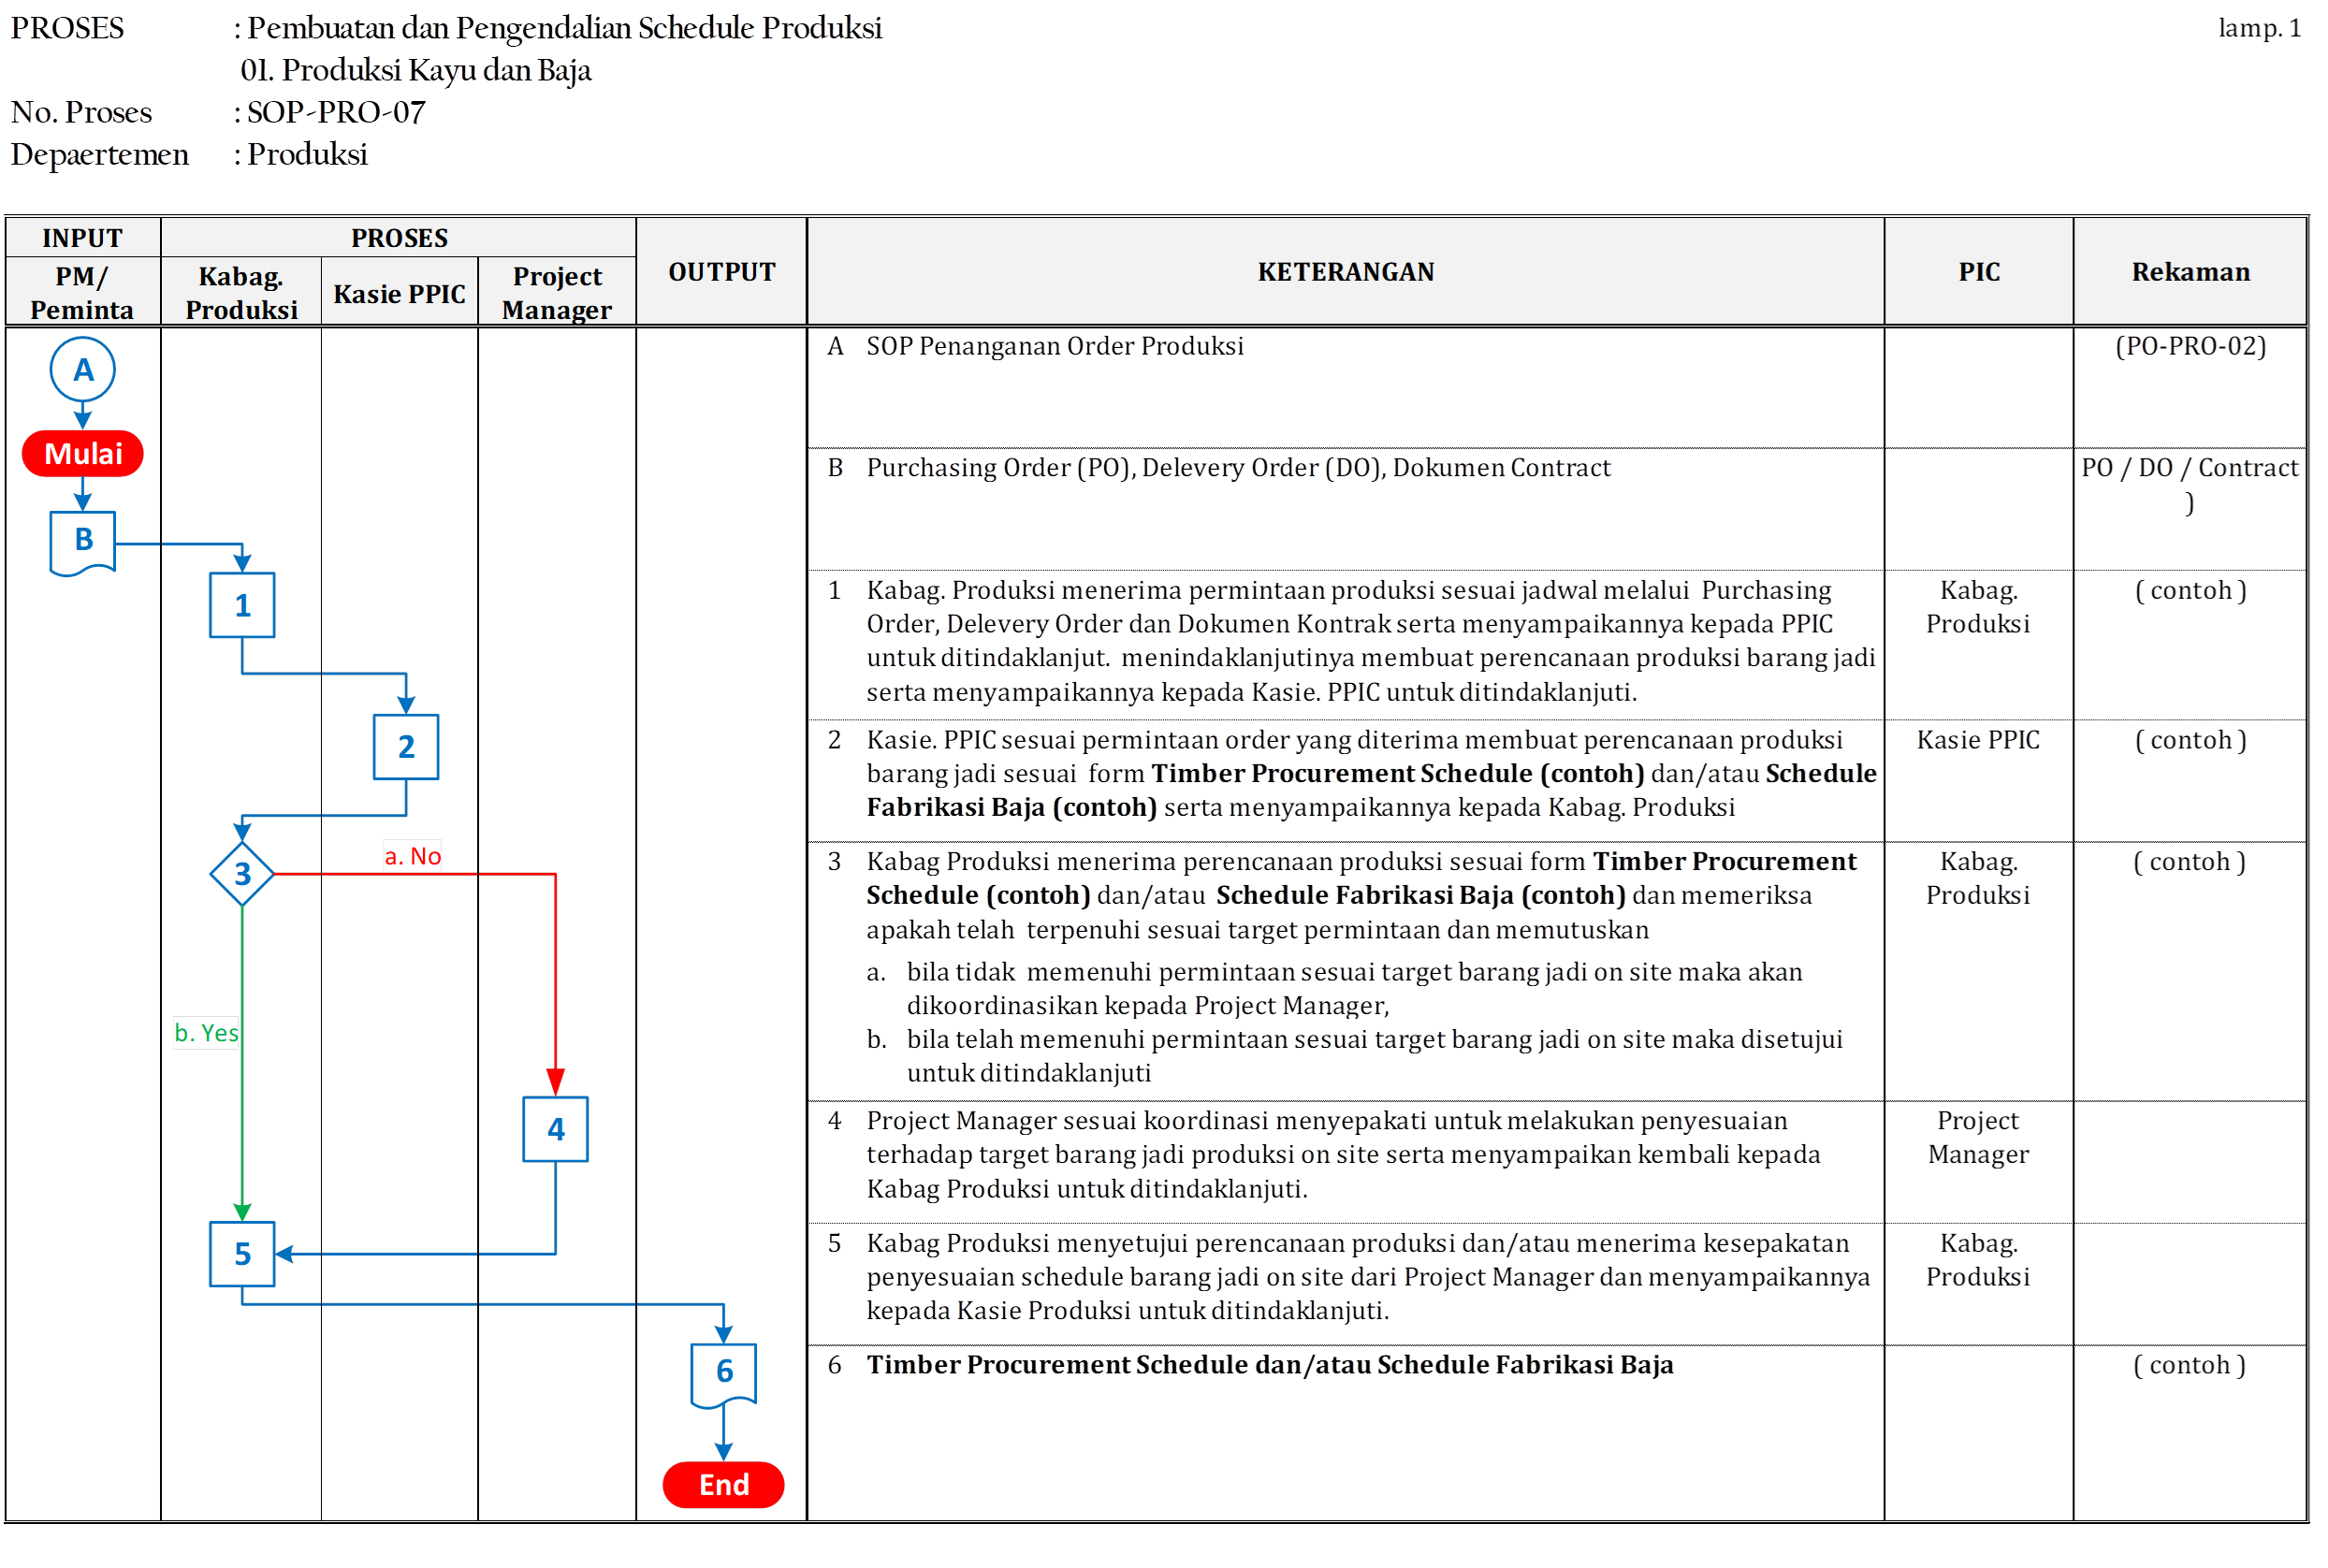 PROSES : Pembuatan dan Pengendalian Schedule Produksi
lamp. 1
01. Produksi Kayu dan Baja
No. Proses : SOP-PRO-07
Depaertemen : Produksi
INPUT PROSES OUTPUT KETERANGAN PIC Rekaman
PM/
Peminta
Kabag.
Produksi
Kasie PPIC
Project
Manager
A
Mulai
B
1
2
3
a. No
b. Yes
4
5
6
End
A SOP Penanganan Order Produksi (PO-PRO-02)
B Purchasing Order (PO), Delevery Order (DO), Dokumen Contract PO / DO / Contract
)
1 Kabag. Produksi menerima permintaan produksi sesuai jadwal melalui Purchasing
Order, Delevery Order dan Dokumen Kontrak serta menyampaikannya kepada PPIC
untuk ditindaklanjut. menindaklanjutinya membuat perencanaan produksi barang jadi
serta menyampaikannya kepada Kasie. PPIC untuk ditindaklanjuti.
Kabag.
Produksi
( contoh )
2 Kasie. PPIC sesuai permintaan order yang diterima membuat perencanaan produksi
barang jadi sesuai form Timber Procurement Schedule (contoh) dan/atau Schedule
Fabrikasi Baja (contoh) serta menyampaikannya kepada Kabag. Produksi
Kasie PPIC
( contoh )
3 Kabag Produksi menerima perencanaan produksi sesuai form Timber Procurement
Schedule (contoh) dan/atau Schedule Fabrikasi Baja (contoh) dan memeriksa
apakah telah terpenuhi sesuai target permintaan dan memutuskan
a. bila tidak memenuhi permintaan sesuai target barang jadi on site maka akan
dikoordinasikan kepada Project Manager,
b. bila telah memenuhi permintaan sesuai target barang jadi on site maka disetujui
untuk ditindaklanjuti
Kabag.
Produksi
( contoh )
4 Project Manager sesuai koordinasi menyepakati untuk melakukan penyesuaian
terhadap target barang jadi produksi on site serta menyampaikan kembali kepada
Kabag Produksi untuk ditindaklanjuti.
Project
Manager
5 Kabag Produksi menyetujui perencanaan produksi dan/atau menerima kesepakatan
penyesuaian schedule barang jadi on site dari Project Manager dan menyampaikannya
kepada Kasie Produksi untuk ditindaklanjuti.
Kabag.
Produksi
6 Timber Procurement Schedule dan/atau Schedule Fabrikasi Baja
( contoh )